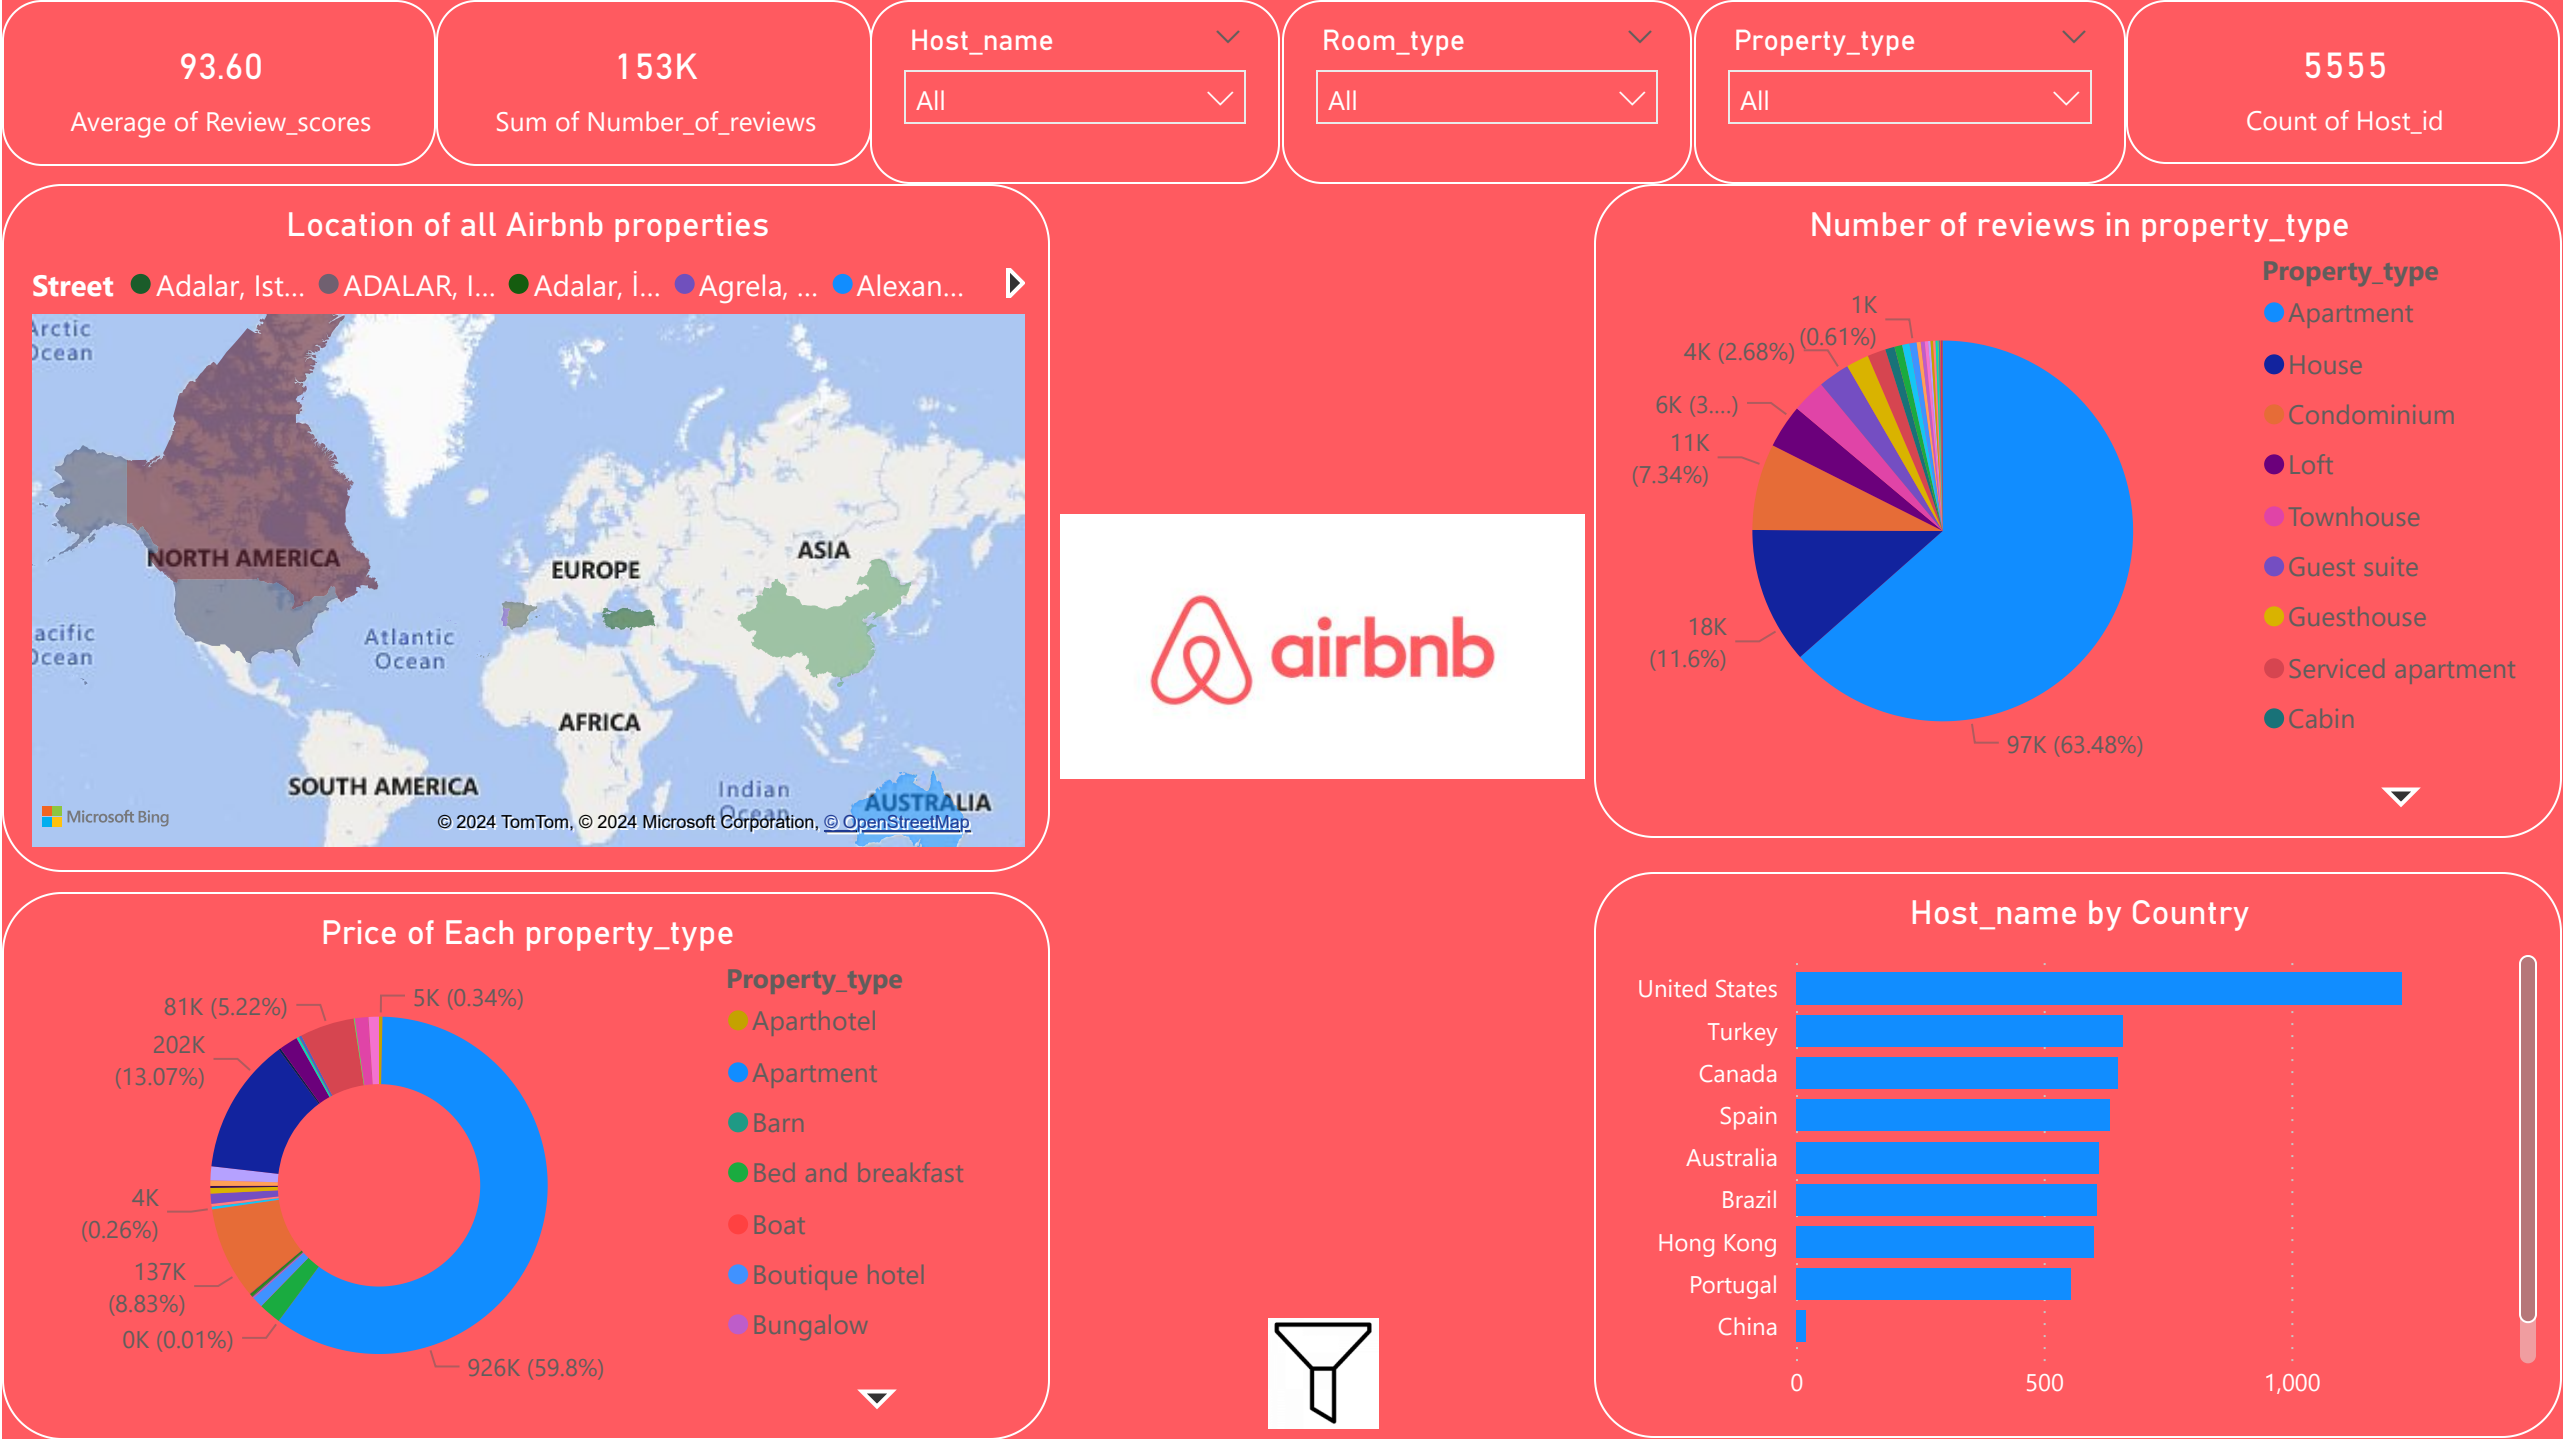 93.60
Average of Review_scores
153K
Sum of Number_of_reviews
Host_name
All
Room_type
All
Property_type
All
5555
Count of Host_id
Location of all Airbnb properties
Street Adalar, Ist... ADALAR, I... Adalar, İ... Agrela, ... Alexan...
Arctic
Ocean
NORTH AMERICA
EUROPE
ASIA
acific
Ocean
Atlantic
Ocean
AFRICA
SOUTH AMERICA
Indian
Ocean
AUSTRALIA
Microsoft Bing
© 2024 TomTom, © 2024 Microsoft Corporation, © OpenStreetMap
airbnb
Number of reviews in property_type
1K
(0.61%)
4K (2.68%)
6K (3....)
11K
(7.34%)
18K
(11.6%)
97K (63.48%)
Property_type
Apartment
House
Condominium
Loft
Townhouse
Guest suite
Guesthouse
Serviced apartment
Cabin
Price of Each property_type
5K (0.34%)
81K (5.22%)
202K
(13.07%)
4K
(0.26%)
137K
(8.83%)
0K (0.01%)
926K (59.8%)
Property_type
Aparthotel
Apartment
Barn
Bed and breakfast
Boat
Boutique hotel
Bungalow
Host_name by Country
United States
Turkey
Canada
Spain
Australia
Brazil
Hong Kong
Portugal
China
0 500 1,000